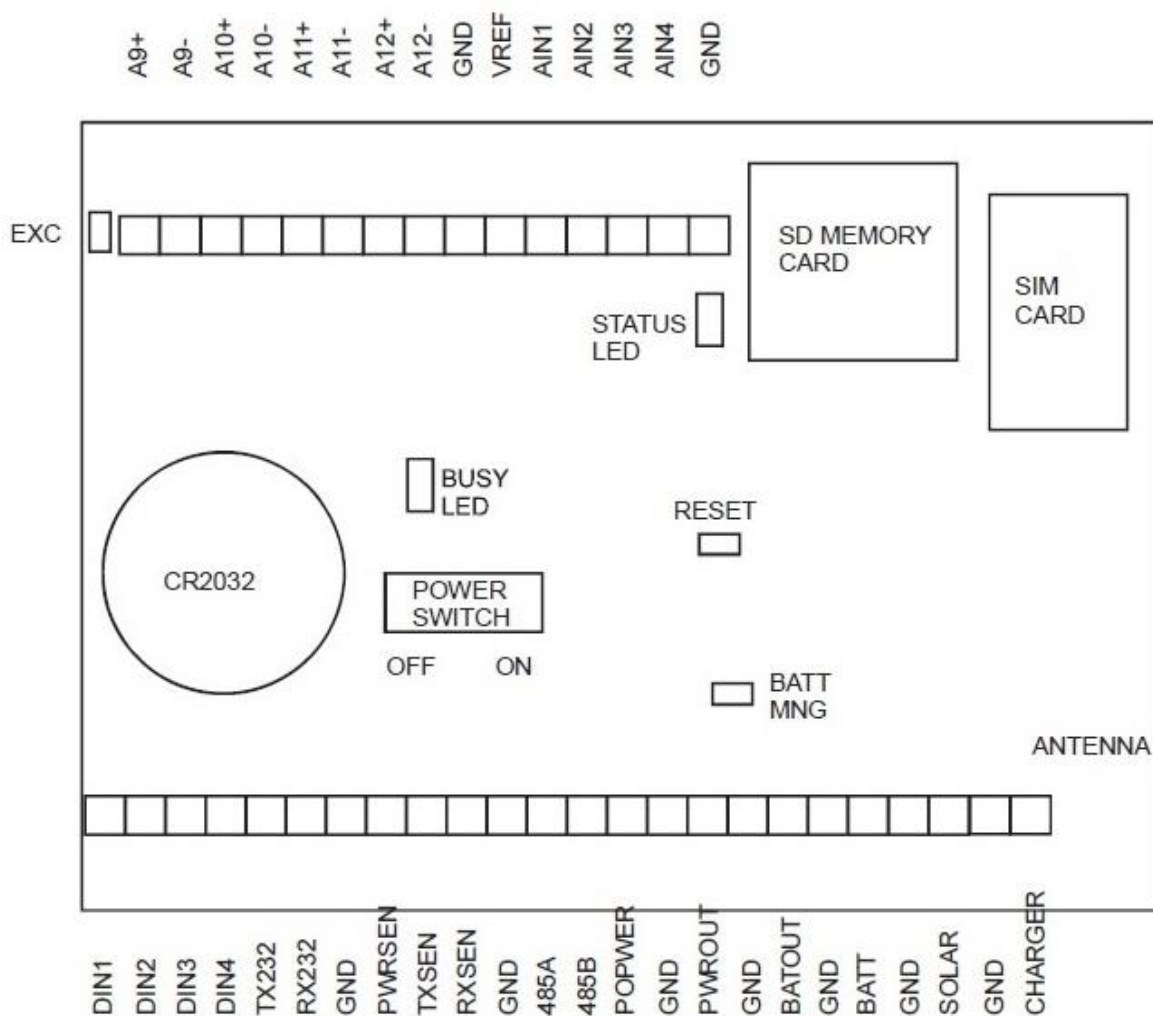 A9+
A9-
A10+
A10-
A11+
A11-
A12+
A12-
GND
VREF
AIN1
AIN2
AIN3
AIN4
GND
EXC
SD MEMORY
CARD
SIM
CARD
STATUS
LED
BUSY
LED
RESET
CR2032
POWER
SWITCH
OFF
ON
BATT
MNG
ANTENNA
DIN1
DIN2
DIN3
DIN4
TX232
RX232
GND
PWRSEN
TXSEN
RXSEN
GND
485A
485B
POPWER
GND
PWROUT
GND
BATOUT
GND
BATT
GND
SOLAR
GND
CHARGER